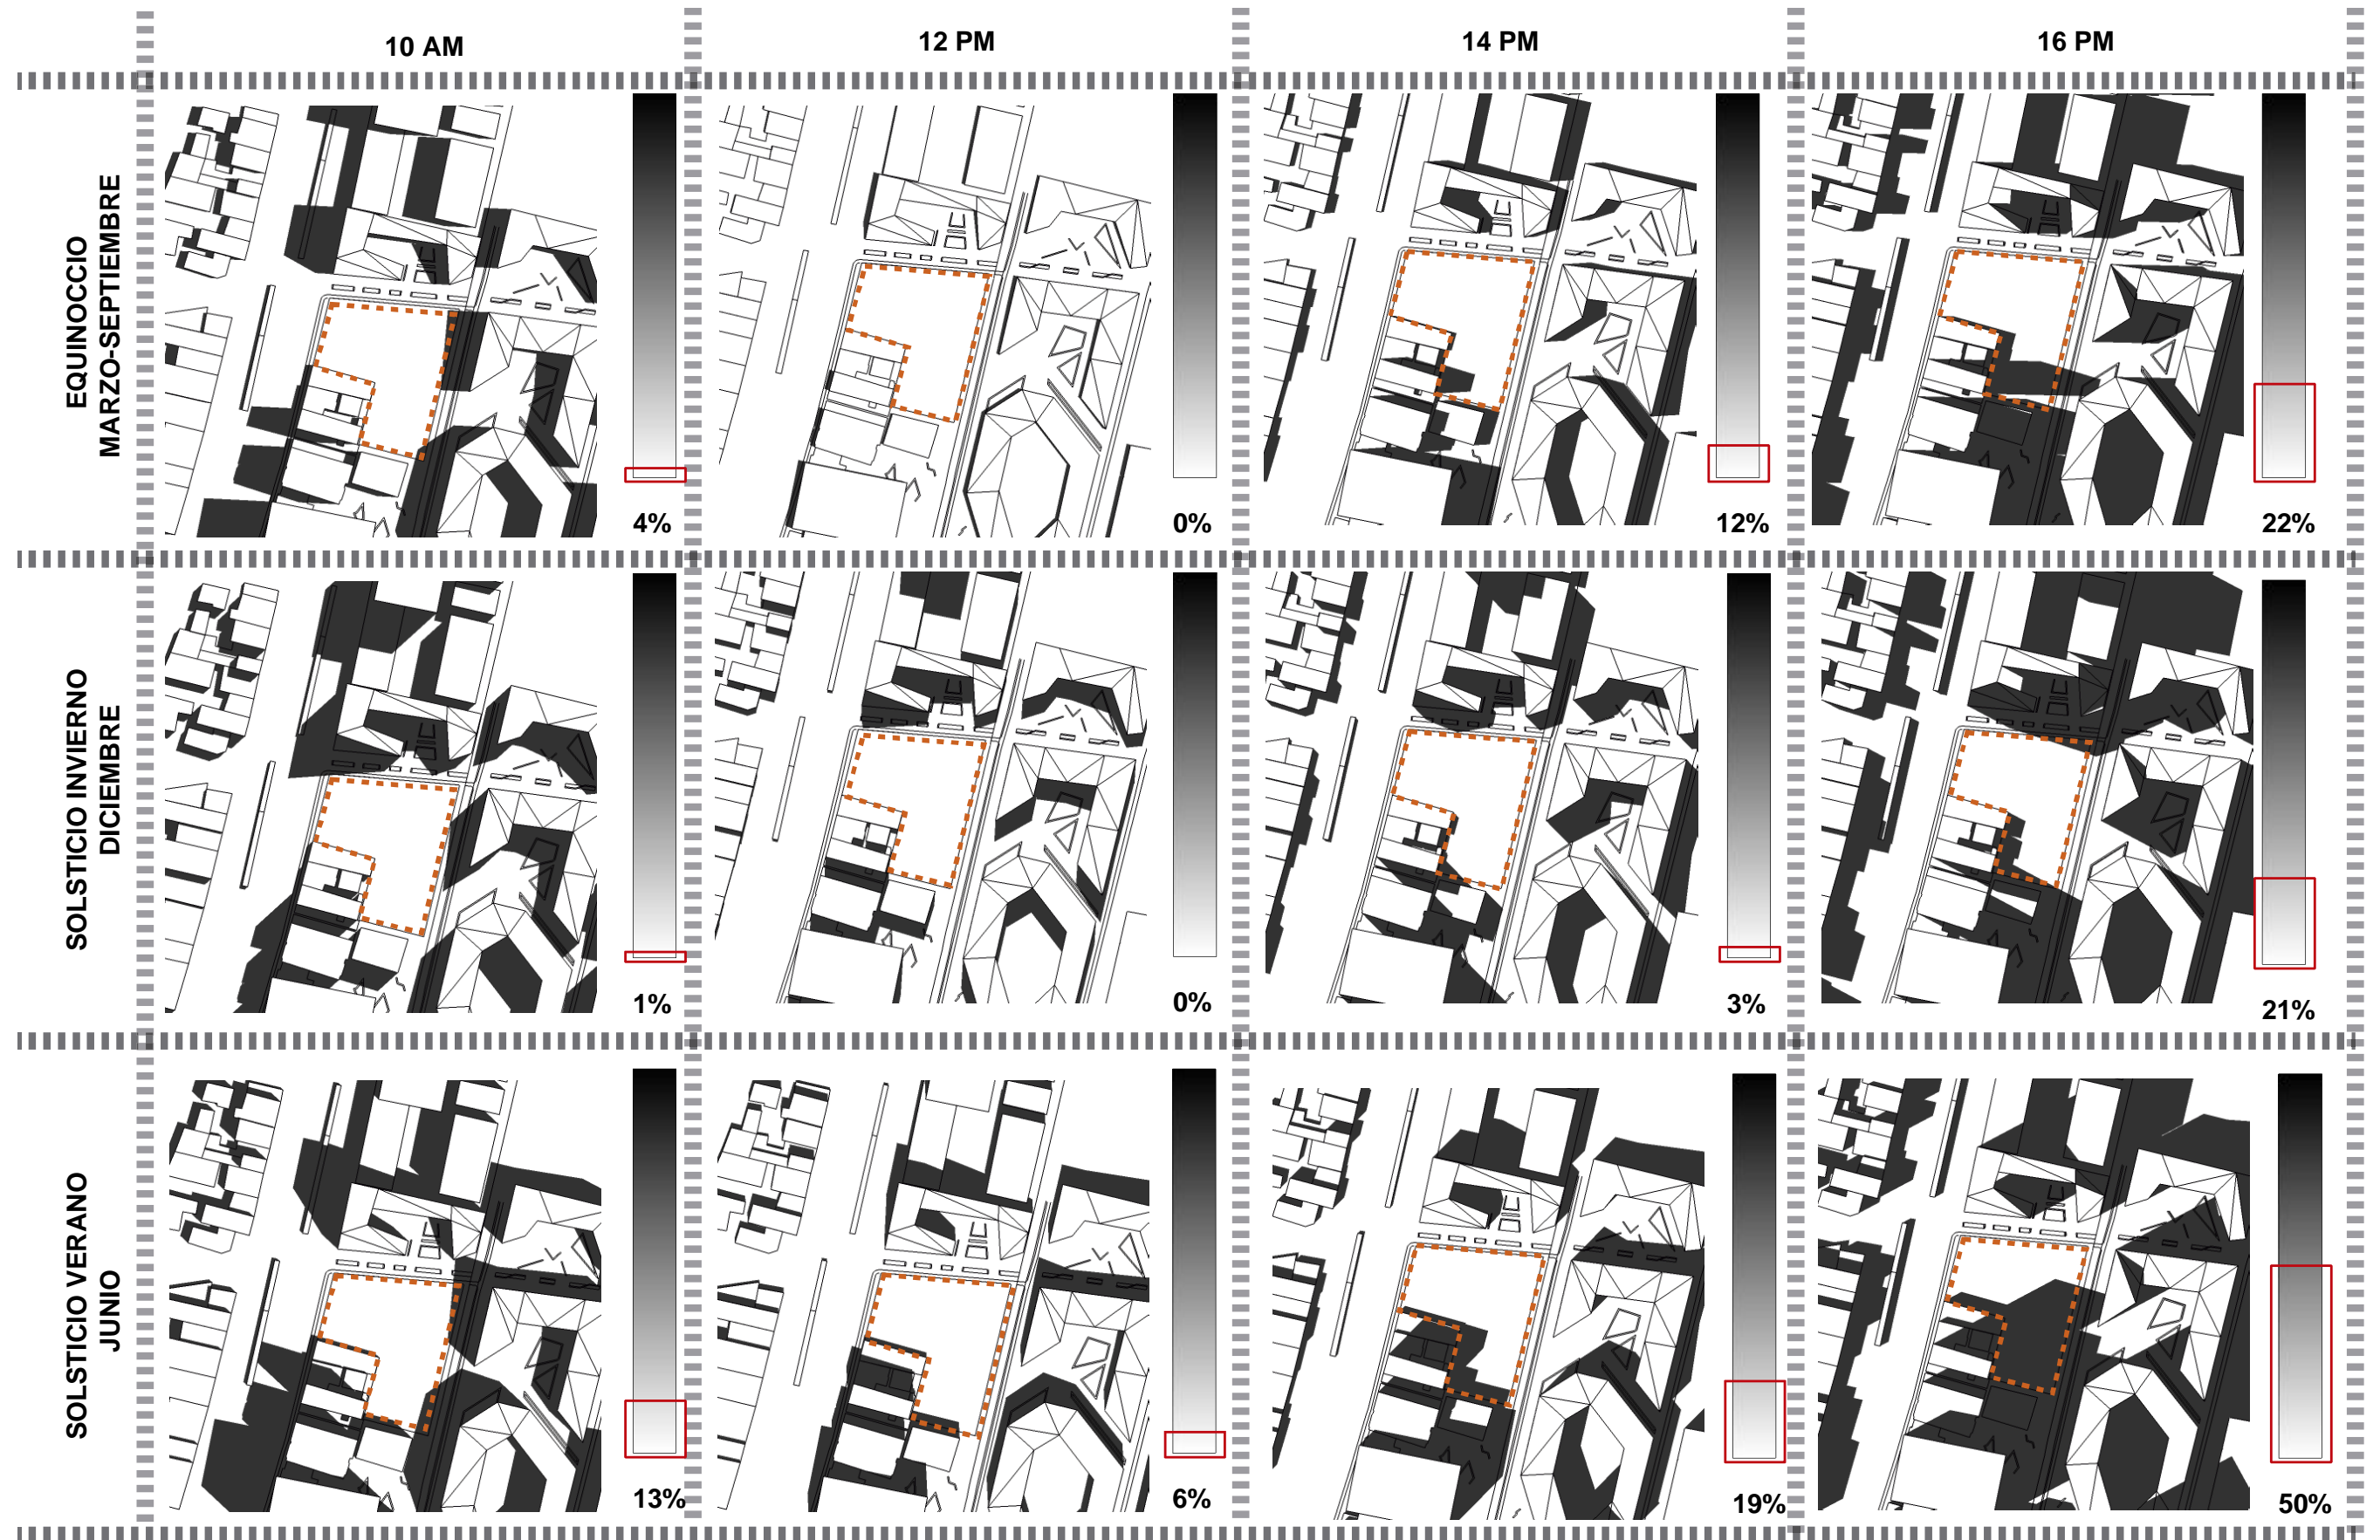 10 AM
12 PM
14 PM
16 PM
EQUINOCCIO
MARZO-SEPTIEMBRE
4%
0%
12%
22%
SOLSTICIO INVIERNO
DICIEMBRE
1%
0%
3%
21%
SOLSTICIO VERANO
JUNIO
13%
6%
19%
50%